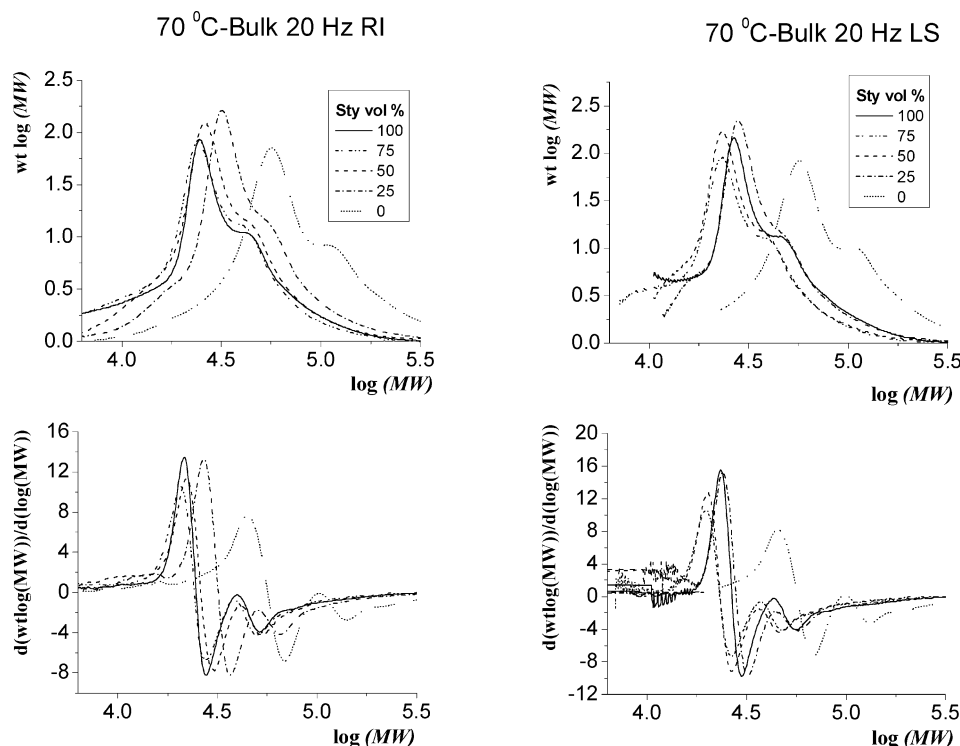 70 ⁰C-Bulk 20 Hz RI
wt log (MW)
2.5
2.0
1.5
1.0
0.5
0.0
Sty vol %
100
75
50
25
0
4.0 4.5 5.0 5.5
log (MW)
70 ⁰C-Bulk 20 Hz LS
wt log (MW)
2.5
2.0
1.5
1.0
0.5
0.0
Sty vol %
100
75
50
25
0
4.0 4.5 5.0 5.5
log (MW)
d(wtlog(MW))/d(log(MW))
16
12
8
4
0
-4
-8
4.0 4.5 5.0 5.5
log (MW)
d(wtlog(MW))/d(log(MW))
20
16
12
8
4
0
-4
-8
-12
4.0 4.5 5.0 5.5
log (MW)